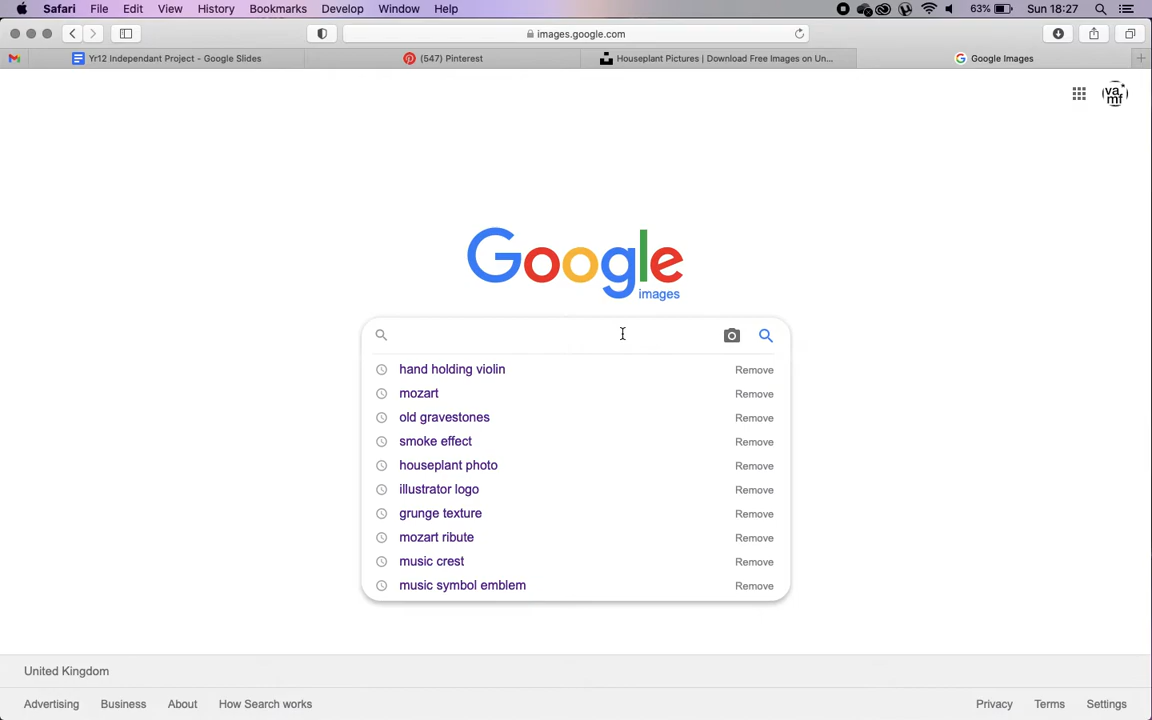 Safari File Edit View History Bookmarks Develop Window Help 63% Sun 18:27
images.google.com
Yr12 Independant Project - Google Slides (547) Pinterest Houseplant Pictures | Download Free Images on Un... Google Images
va mf
Google
images
hand holding violin Remove
mozart Remove
old gravestones Remove
smoke effect Remove
houseplant photo Remove
illustrator logo Remove
grunge texture Remove
mozart ribute Remove
music crest Remove
music symbol emblem Remove
United Kingdom
Advertising Business About How Search works Privacy Terms Settings